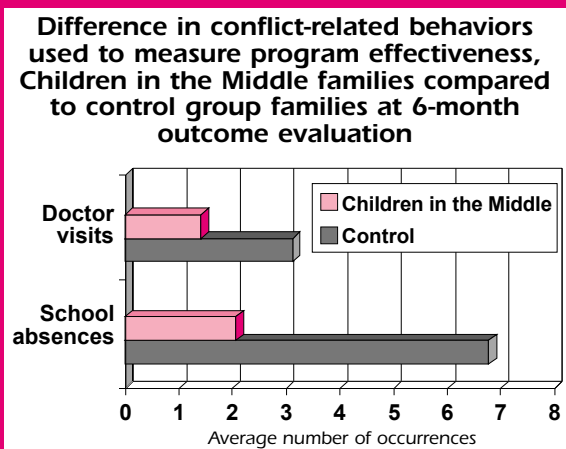 Difference in conflict-related behaviors
used to measure program effectiveness,
Children in the Middle families compared
to control group families at 6-month
outcome evaluation
Children in the Middle
Control
Doctor
visits
School
absences
0 1 2 3 4 5 6 7 8
Average number of occurrences